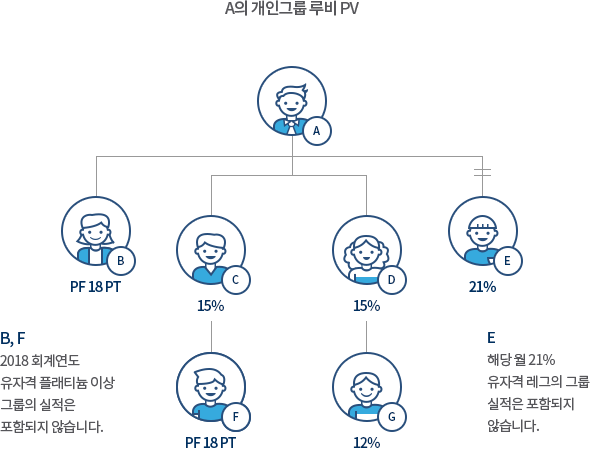 A의 개인그룹 루비 PV
A
B
PF 18 PT
C
15%
D
15%
E
21%
F
PF 18 PT
G
12%
B, F
2018 회계연도
유자격 플래티늄 이상
그룹의 실적은
포함되지 않습니다.
E
해당 월 21%
유자격 레그의 그룹
실적은 포함되지
않습니다.